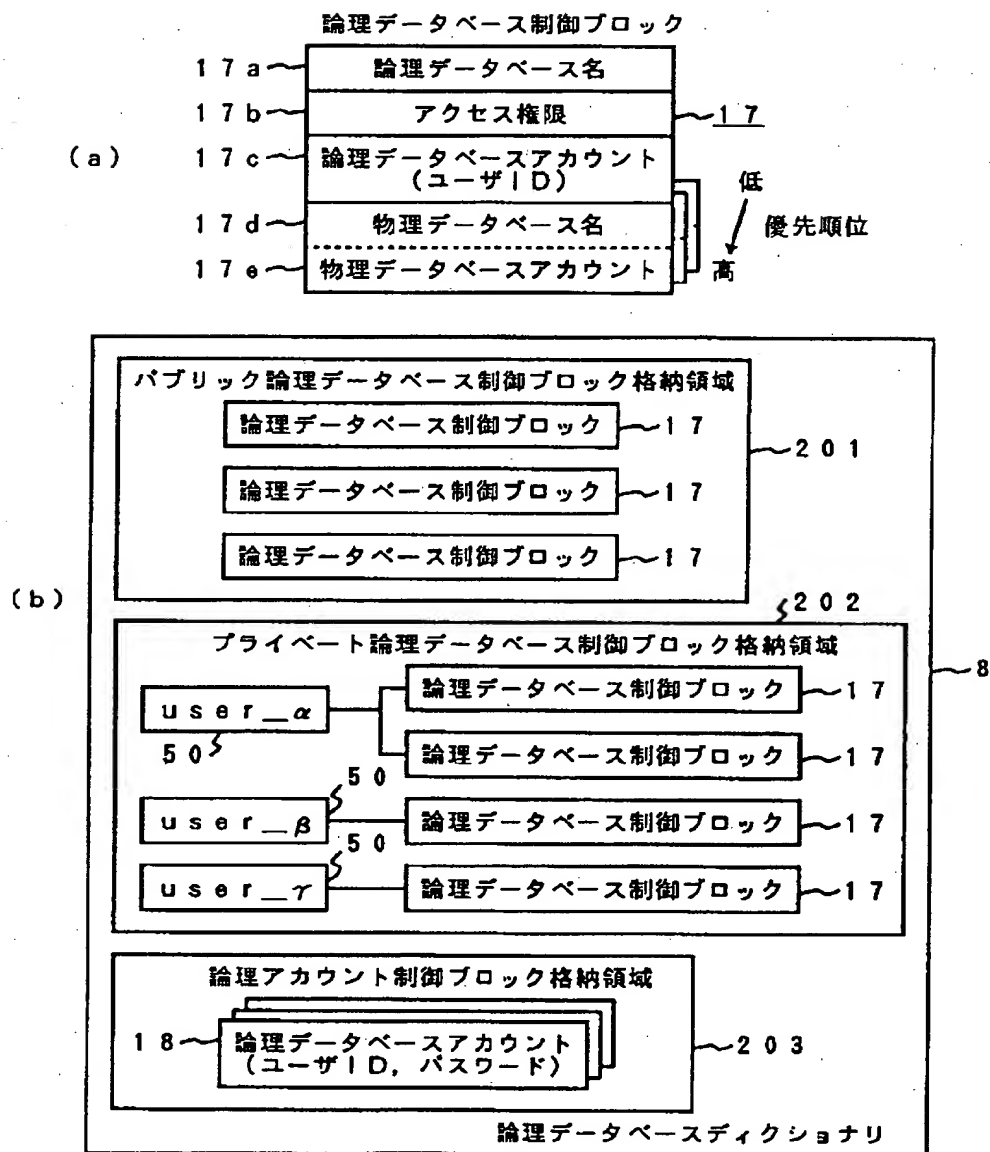 論理データベース制御ブロック
17a 論理データベース名
17b アクセス権限 17
(a) 17c 論理データベースアカウント
(ユーザID) 低
17d 物理データベース名 優先順位
17e 物理データベースアカウント 高
パブリック論理データベース制御ブロック格納領域
論理データベース制御ブロック 17
201
論理データベース制御ブロック 17
論理データベース制御ブロック 17
(b)
202
プライベート論理データベース制御ブロック格納領域
論理データベース制御ブロック 17
8
user_α
50 論理データベース制御ブロック 17
50
user_β 論理データベース制御ブロック 17
50
user_γ 論理データベース制御ブロック 17
論理アカウント制御ブロック格納領域
18 論理データベースアカウント 203
(ユーザID, パスワード)
論理データベースディクショナリ